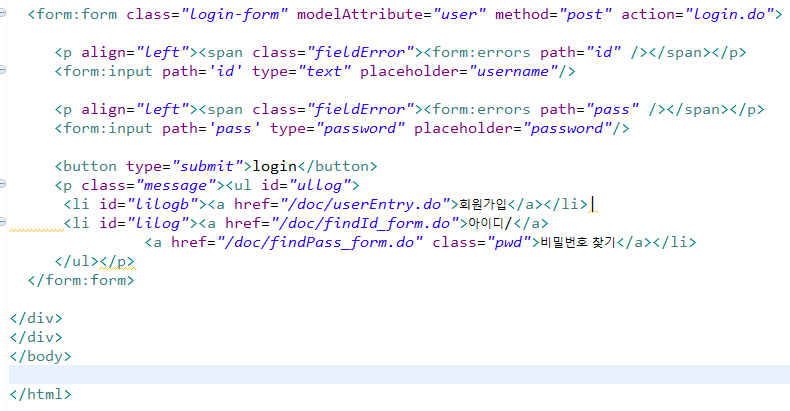 <form:form class="login-form" modelAttribute="user" method="post" action="login.do">
<p align="left"><span class="fieldError"><form:errors path="id" /></span></p>
<form:input path='id' type="text" placeholder="username"/>
<p align="left"><span class="fieldError"><form:errors path="pass" /></span></p>
<form:input path='pass' type="password" placeholder="password"/>
<button type="submit">login</button>
<p class="message"><ul id="ullog">
<li id="lilogb"><a href="/doc/userEntry.do">회원가입</a></li>
<li id="lilog"><a href="/doc/findId_form.do">아이디/</a>
<a href="/doc/findPass_form.do" class="pwd">비밀번호 찾기</a></li>
</ul></p>
</form:form>
</div>
</div>
</body>
</html>